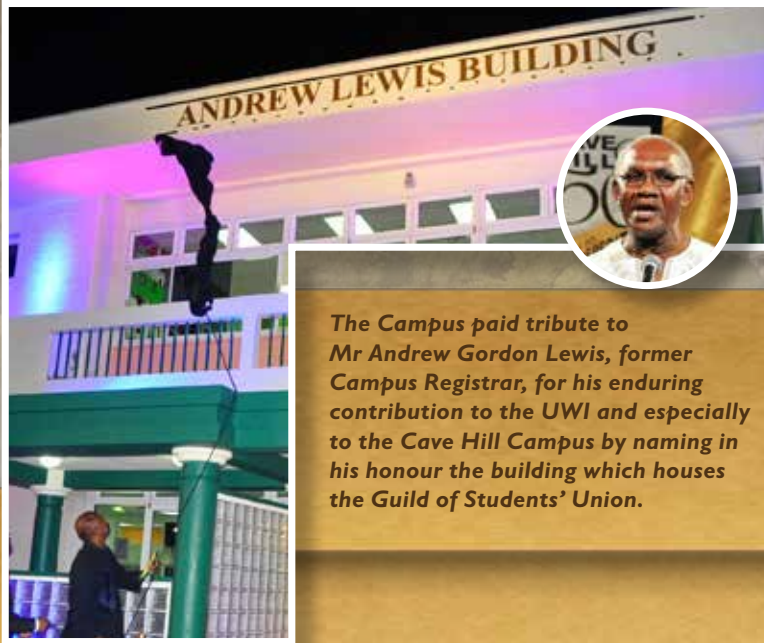 ANDREW LEWIS BUILDING
VE
ILL
The Campus paid tribute to
Mr Andrew Gordon Lewis, former
Campus Registrar, for his enduring
contribution to the UWI and especially
to the Cave Hill Campus by naming in
his honour the building which houses
the Guild of Students’ Union.